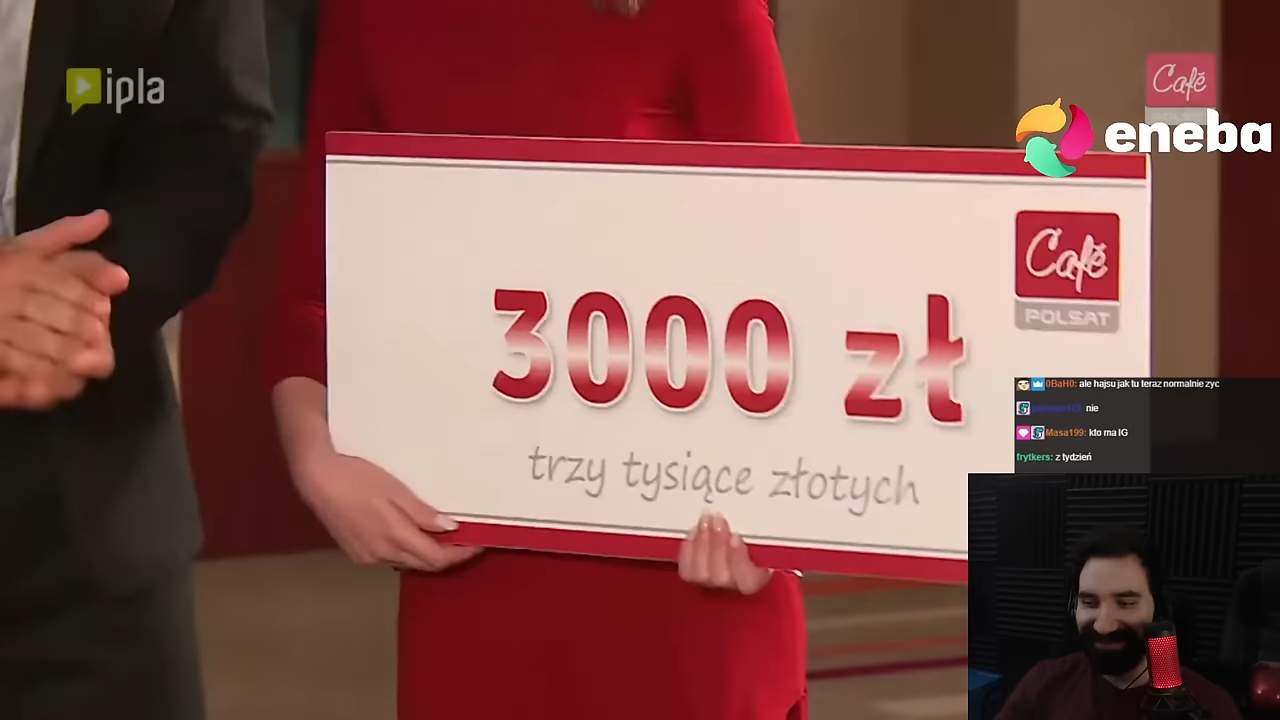 ipla
Café
eneba
Café
POLSAT
3000 zł
trzy tysiące złotych
0BaH0: ale hajsu jak tu teraz normalnie zyc
nie
Masa199: kto ma IG
frytkers: z tydzień